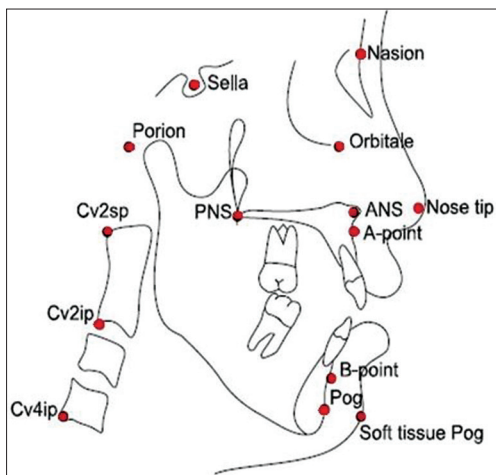 Nasion
Sella
Porion
Orbitale
Cv2sp
PNS
ANS
Nose tip
A-point
Cv2ip
B-point
Pog
Cv4ip
Soft tissue Pog